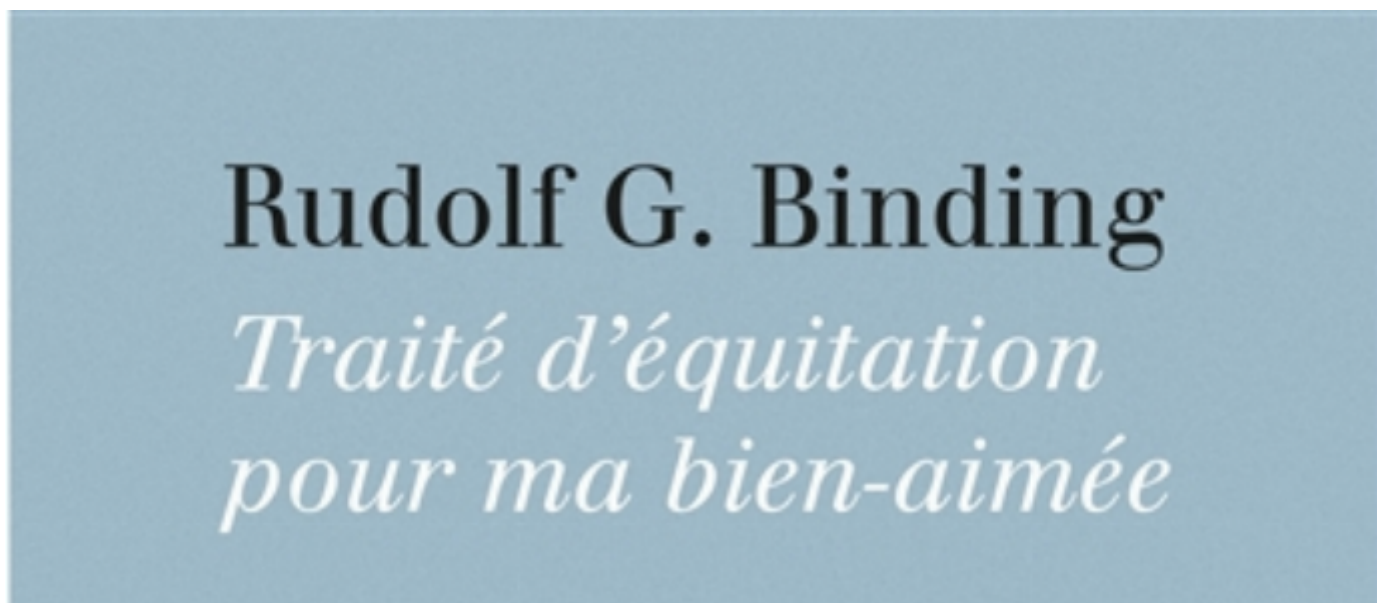 Rudolf G. Binding
Traité d’équitation
pour ma bien-aimée